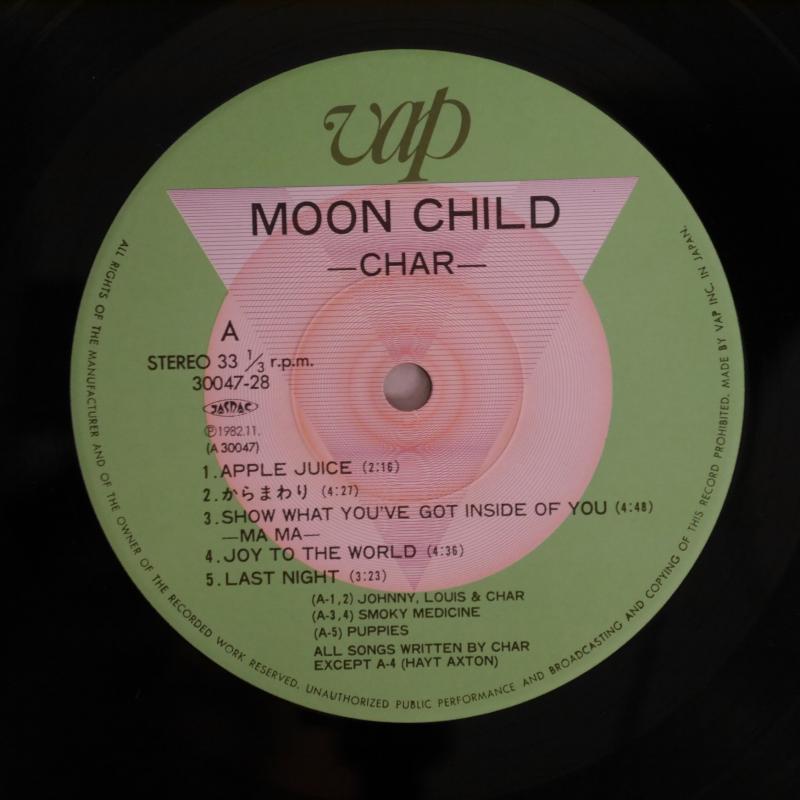 vap
MOON CHILD
—CHAR—
A
STEREO 33 1/3 r.p.m.
30047-28
JASRAC
Ⓟ1982.11.
(A 30047)
1.APPLE JUICE (2:16)
2.からまわり (4:27)
3.SHOW WHAT YOU'VE GOT INSIDE OF YOU (4:48)
—MA MA—
4.JOY TO THE WORLD (4:36)
5.LAST NIGHT (3:23)
(A-1,2) JOHNNY, LOUIS & CHAR
(A-3,4) SMOKY MEDICINE
(A-5) PUPPIES
ALL SONGS WRITTEN BY CHAR
EXCEPT A-4 (HAYT AXTON)
ALL RIGHTS OF THE MANUFACTURER AND OF THE OWNER OF THE RECORDED WORK RESERVED. UNAUTHORIZED PUBLIC PERFORMANCE AND BROADCASTING AND COPYING OF THIS RECORD PROHIBITED. MADE BY VAP INC. IN JAPAN.